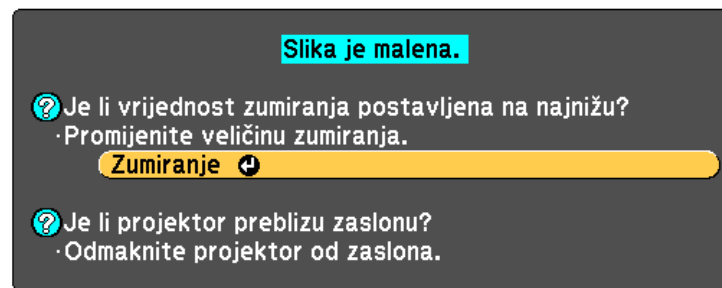 Slika je malena.
Je li vrijednost zumiranja postavljena na najnižu?
·Promijenite veličinu zumiranja.
Zumiranje
Je li projektor preblizu zaslonu?
·Odmaknite projektor od zaslona.